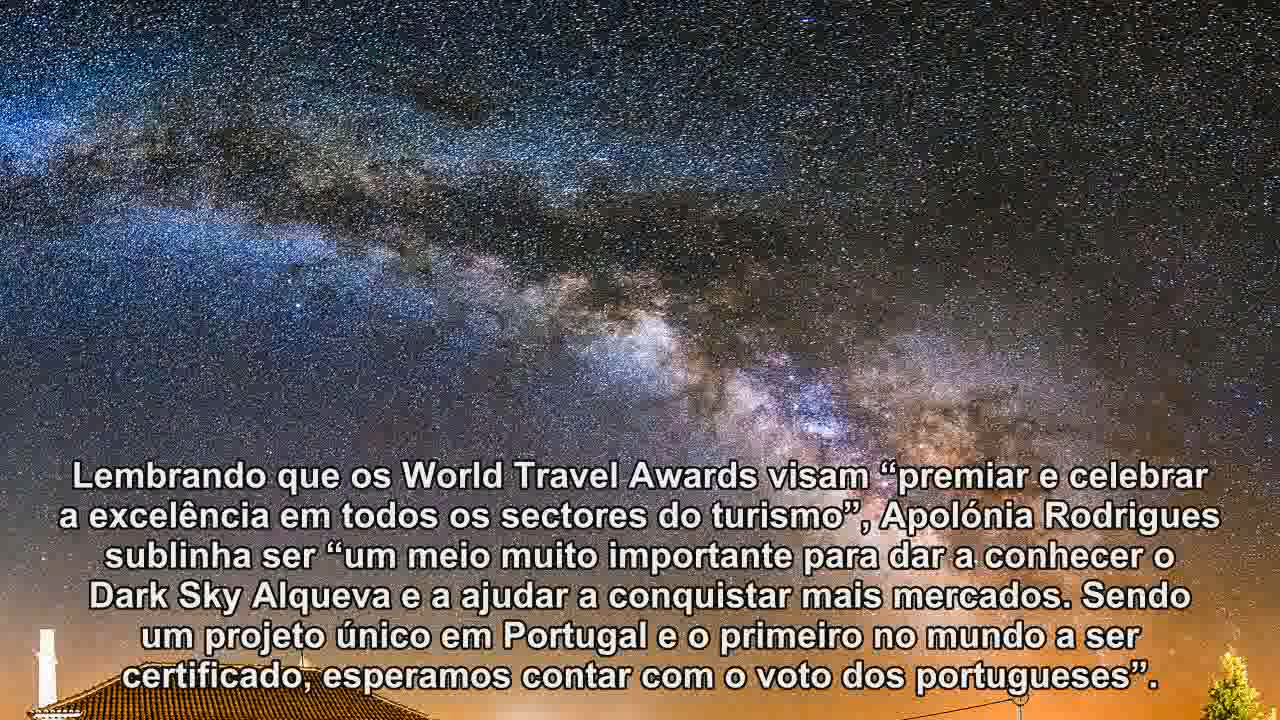 Lembrando que os World Travel Awards visam “premiar e celebrar
a excelência em todos os sectores do turismo”, Apolónia Rodrigues
sublinha ser “um meio muito importante para dar a conhecer o
Dark Sky Alqueva e a ajudar a conquistar mais mercados. Sendo
um projeto único em Portugal e o primeiro no mundo a ser
certificado, esperamos contar com o voto dos portugueses”.